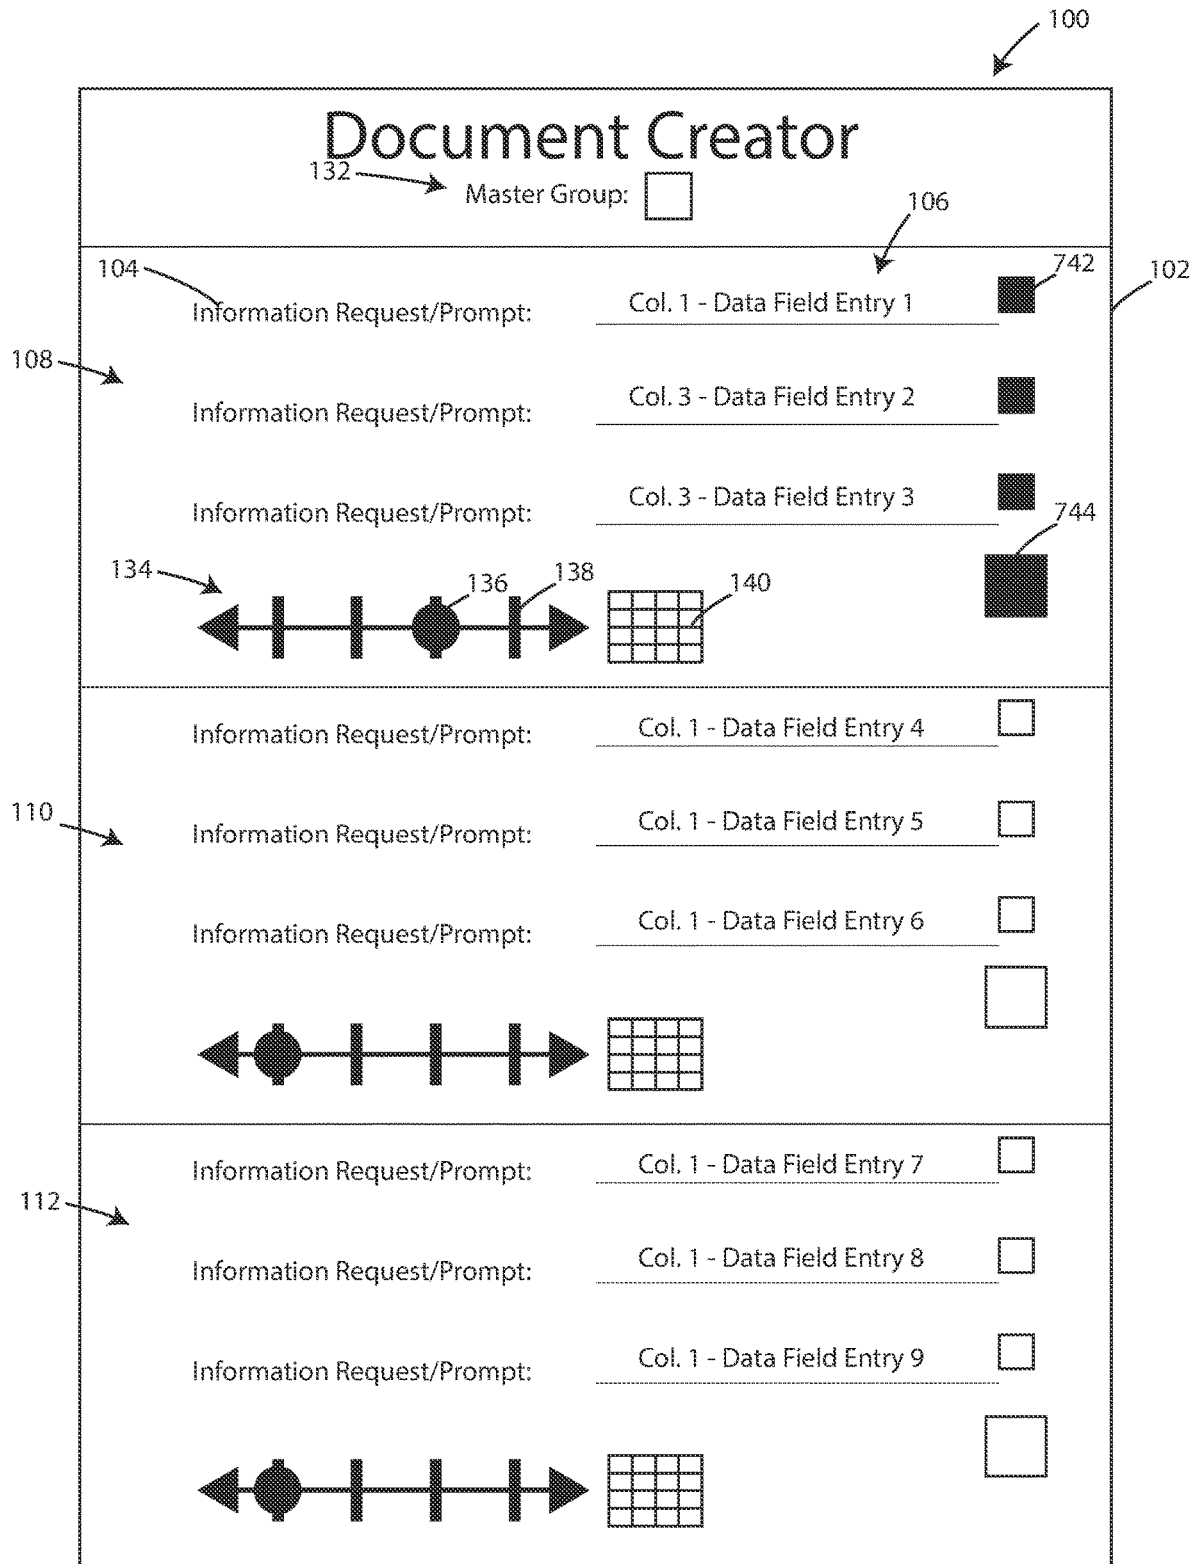 100
Document Creator
132
Master Group:
106
104
742
102
Information Request/Prompt: Col. 1 - Data Field Entry 1
108
Information Request/Prompt: Col. 3 - Data Field Entry 2
Information Request/Prompt: Col. 3 - Data Field Entry 3
744
134
136
138
140
Information Request/Prompt: Col. 1 - Data Field Entry 4
110
Information Request/Prompt: Col. 1 - Data Field Entry 5
Information Request/Prompt: Col. 1 - Data Field Entry 6
Information Request/Prompt: Col. 1 - Data Field Entry 7
112
Information Request/Prompt: Col. 1 - Data Field Entry 8
Information Request/Prompt: Col. 1 - Data Field Entry 9